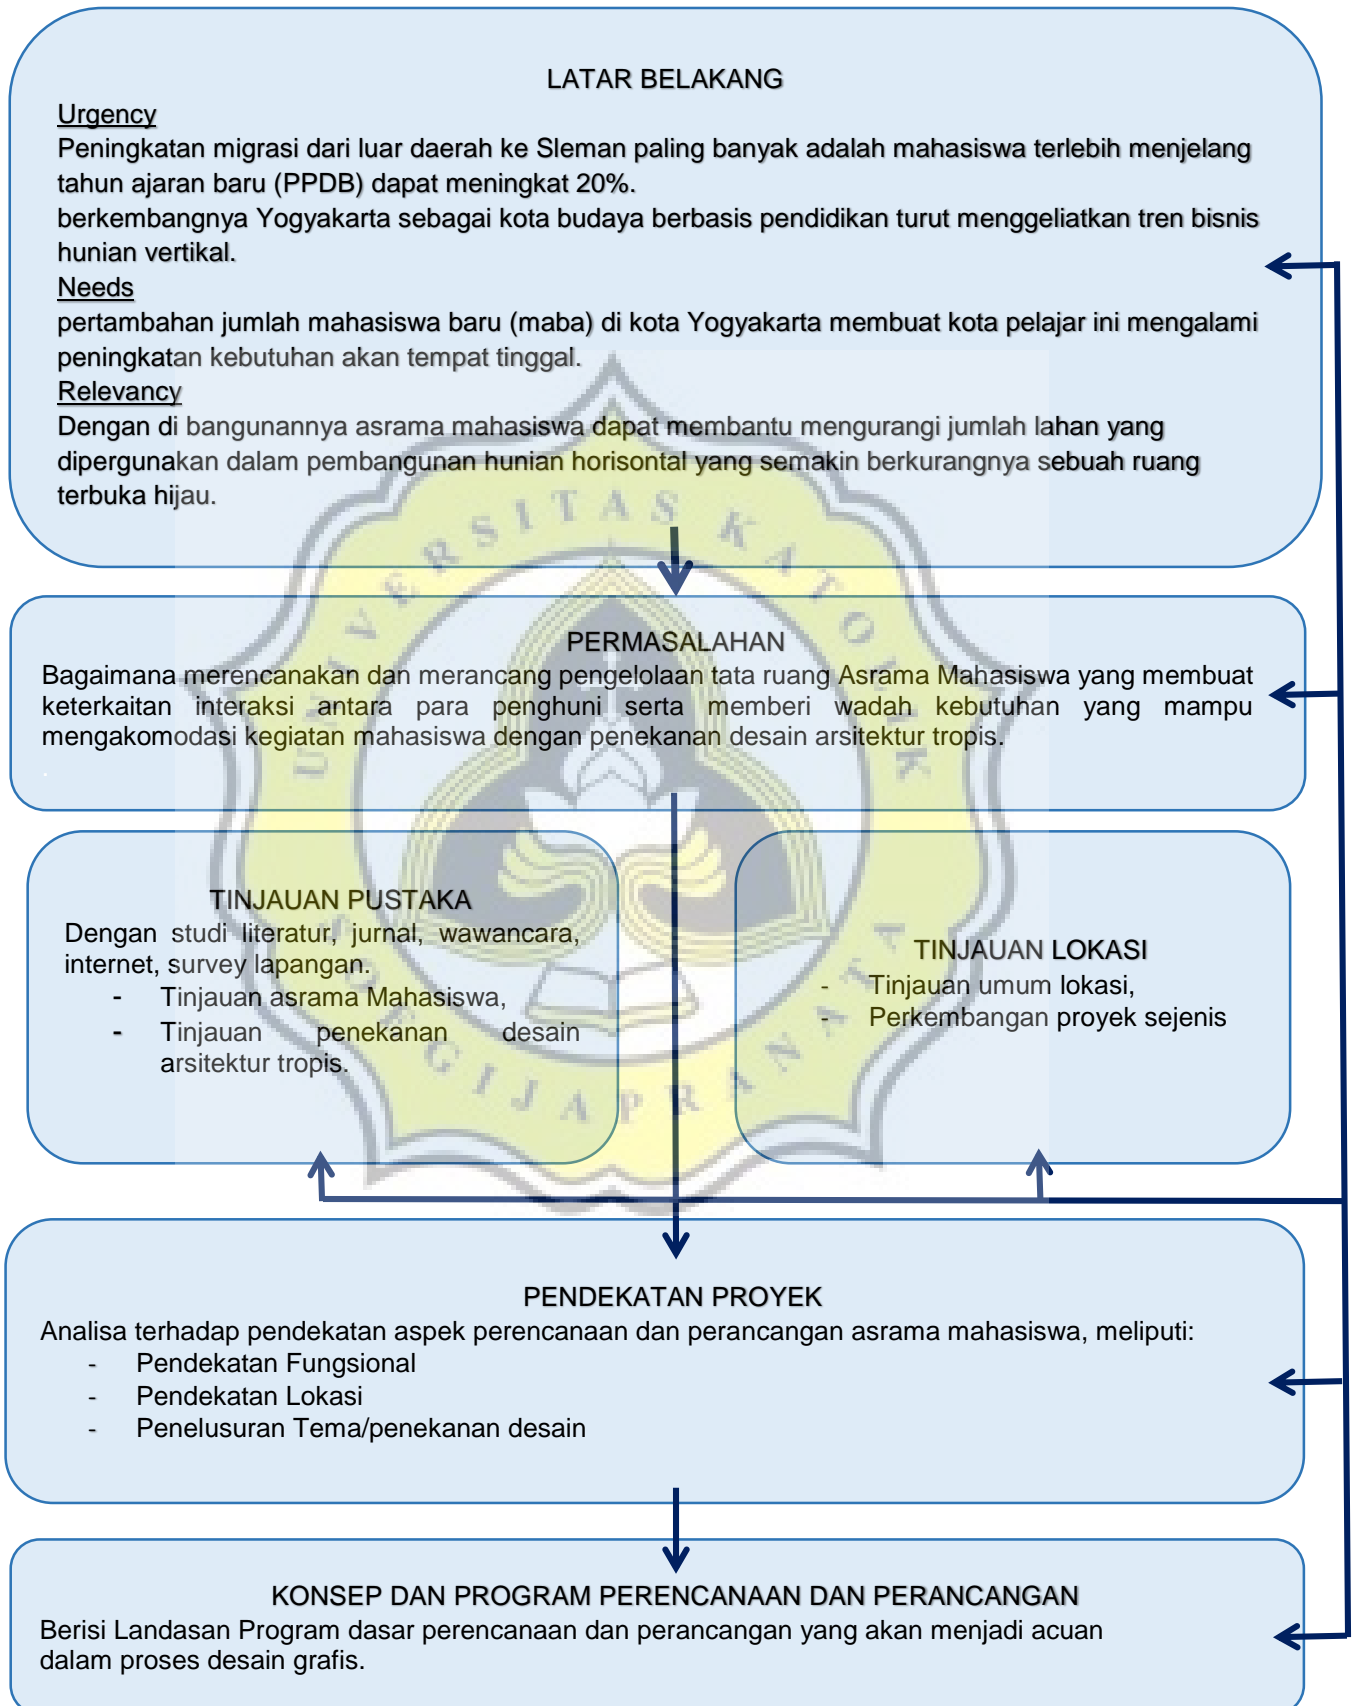 LATAR BELAKANG
Urgency
Peningkatan migrasi dari luar daerah ke Sleman paling banyak adalah mahasiswa terlebih menjelang
tahun ajaran baru (PPDB) dapat meningkat 20%.
berkembangnya Yogyakarta sebagai kota budaya berbasis pendidikan turut menggeliatkan tren bisnis
hunian vertikal.
Needs
pertambahan jumlah mahasiswa baru (maba) di kota Yogyakarta membuat kota pelajar ini mengalami
peningkatan kebutuhan akan tempat tinggal.
Relevancy
Dengan di bangunannya asrama mahasiswa dapat membantu mengurangi jumlah lahan yang
dipergunakan dalam pembangunan hunian horisontal yang semakin berkurangnya sebuah ruang
terbuka hijau.
UNIVERSITAS KATOLIK
PERMASALAHAN
Bagaimana merencanakan dan merancang pengelolaan tata ruang Asrama Mahasiswa yang membuat
keterkaitan interaksi antara para penghuni serta memberi wadah kebutuhan yang mampu
mengakomodasi kegiatan mahasiswa dengan penekanan desain arsitektur tropis.
.
TINJAUAN PUSTAKA
Dengan studi literatur, jurnal, wawancara,
internet, survey lapangan.
- Tinjauan asrama Mahasiswa,
- Tinjauan penekanan desain
arsitektur tropis.
TINJAUAN LOKASI
- Tinjauan umum lokasi,
- Perkembangan proyek sejenis
SOEGIJAPRANATA
PENDEKATAN PROYEK
Analisa terhadap pendekatan aspek perencanaan dan perancangan asrama mahasiswa, meliputi:
- Pendekatan Fungsional
- Pendekatan Lokasi
- Penelusuran Tema/penekanan desain
KONSEP DAN PROGRAM PERENCANAAN DAN PERANCANGAN
Berisi Landasan Program dasar perencanaan dan perancangan yang akan menjadi acuan
dalam proses desain grafis.